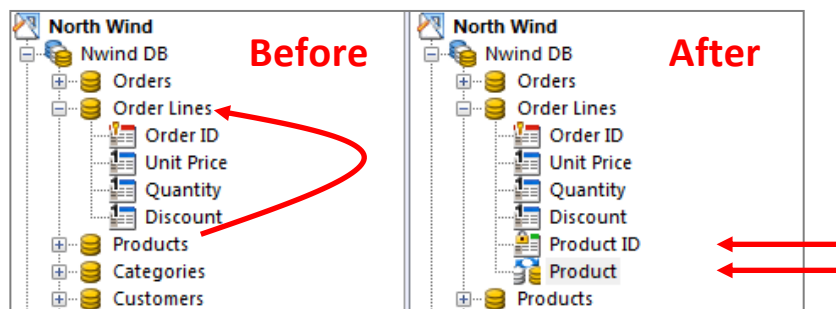 North Wind
Nwind DB
Before
Orders
Order Lines
Order ID
Unit Price
Quantity
Discount
Products
Categories
Customers
North Wind
Nwind DB
After
Orders
Order Lines
Order ID
Unit Price
Quantity
Discount
Product ID
Product
Products